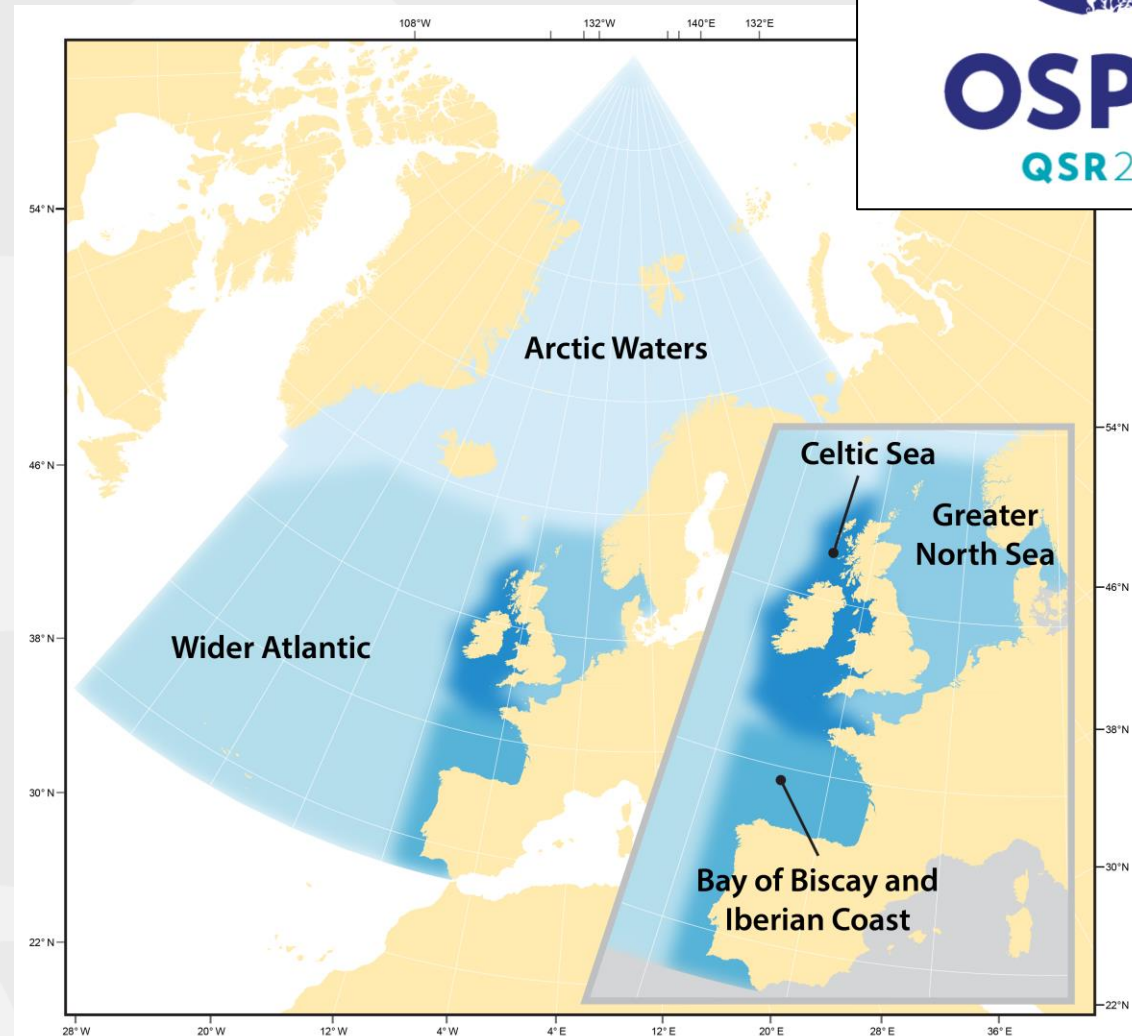 108°W 132°W 140°E 132°E
OSP
QSR 2
54° N
Arctic Waters
54°N
46° N
Celtic Sea
Greater
North Sea
46°N
38° N
Wider Atlantic
38°N
30° N
30°N
Bay of Biscay and
Iberian Coast
22° N
22°N
28° W 20° W 12° W 4° W 4° E 12° E 20° E 28° E 36° E